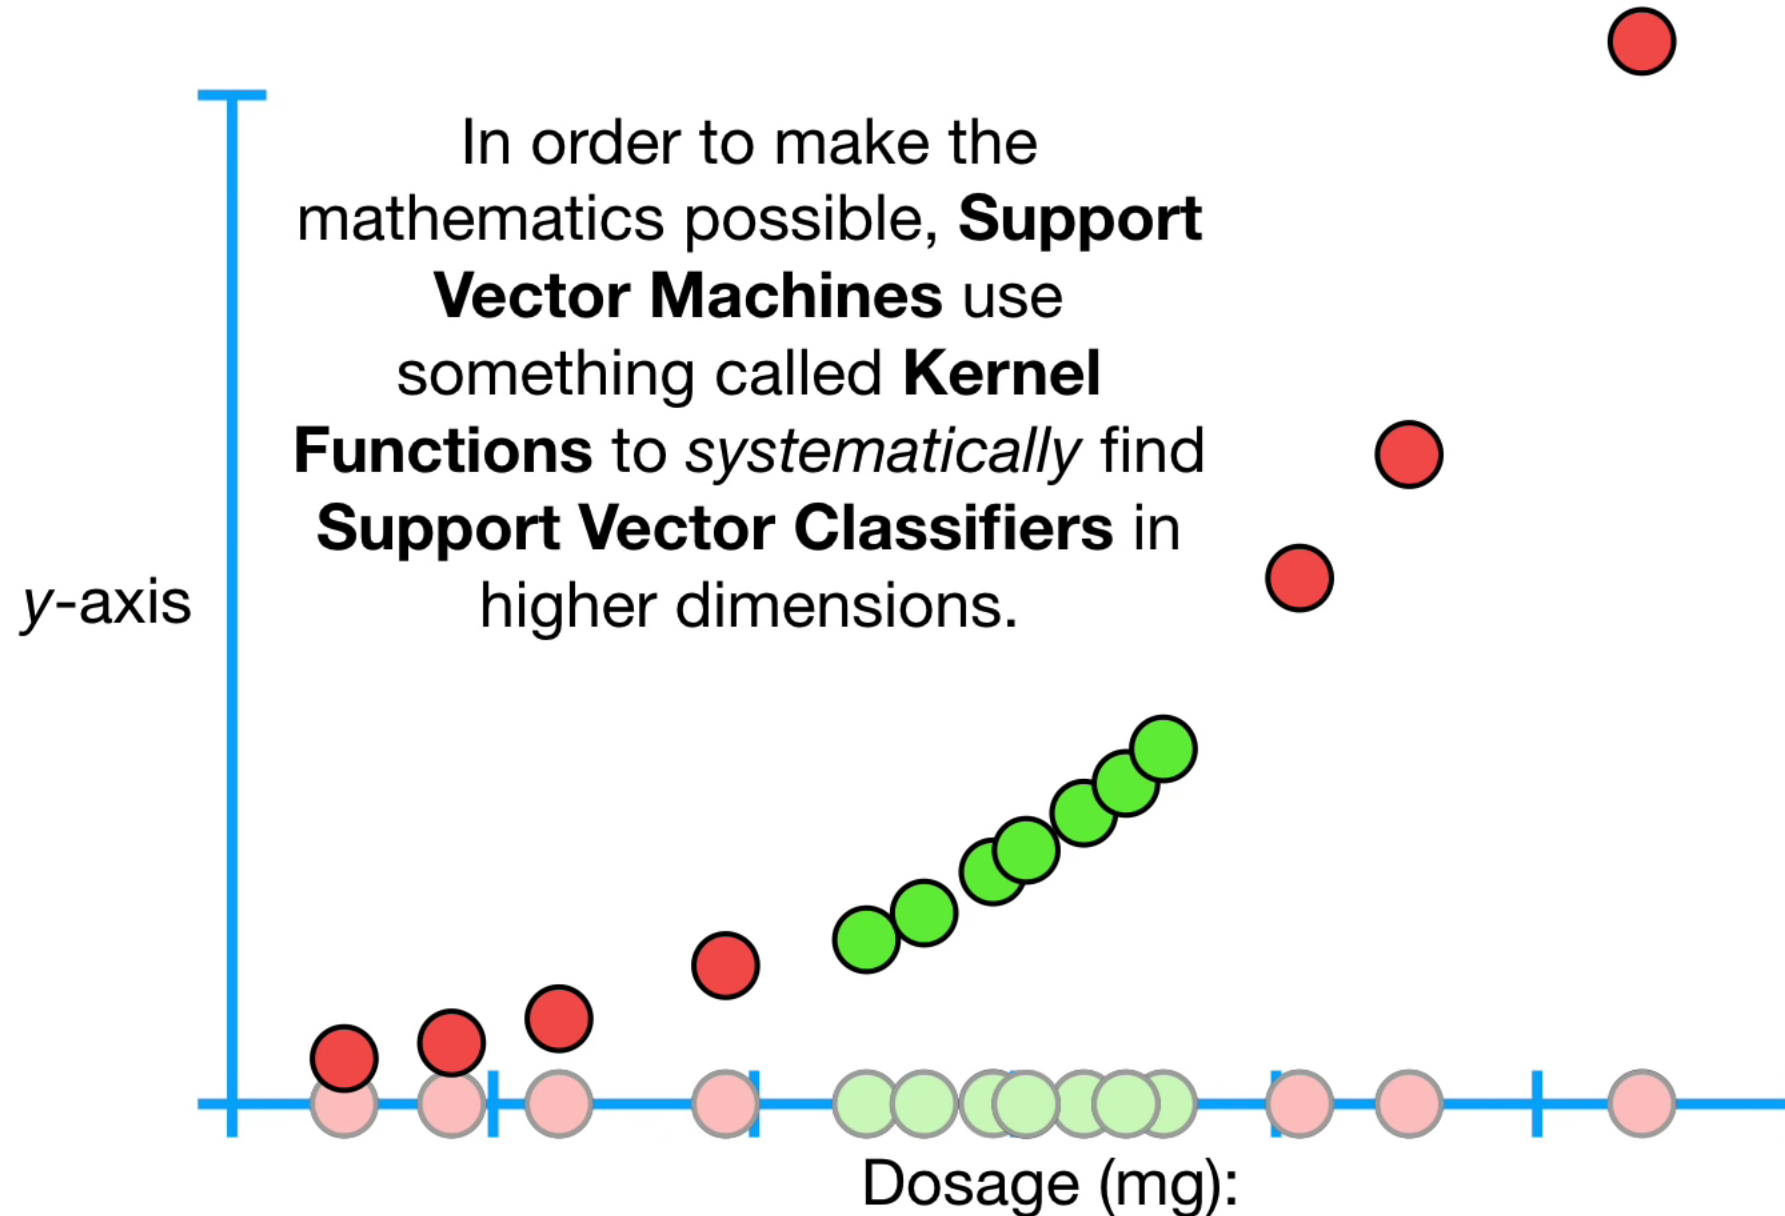 In order to make the
mathematics possible, Support
Vector Machines use
something called Kernel
Functions to systematically find
Support Vector Classifiers in
higher dimensions.
y-axis
Dosage (mg):